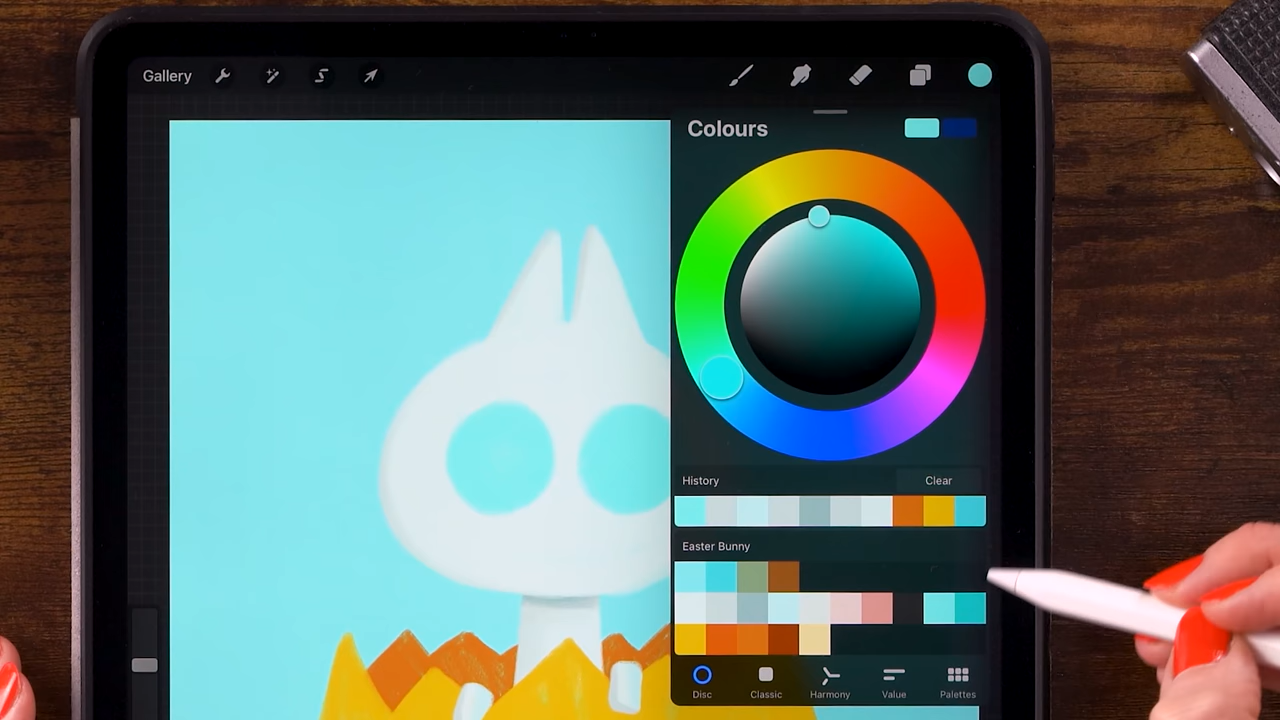 Gallery
Colours
History
Clear
Easter Bunny
Disc
Classic
Harmony
Value
Palettes